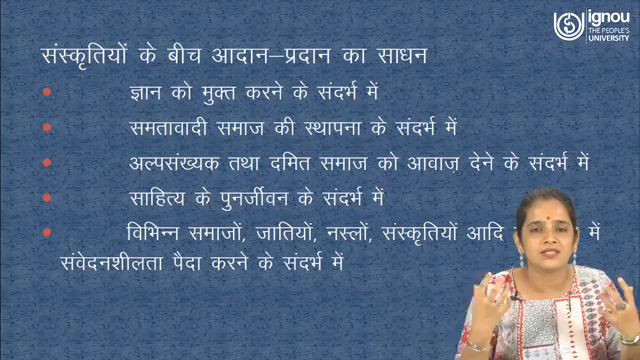 ignou
THE PEOPLE'S
UNIVERSITY
संस्कृतियों के बीच आदान–प्रदान का साधन
• ज्ञान को मुक्त करने के संदर्भ में
• समतावादी समाज की स्थापना के संदर्भ में
• अल्पसंख्यक तथा दमित समाज को आवाज़ देने के संदर्भ में
• साहित्य के पुनर्जीवन के संदर्भ में
• विभिन्न समाजों, जातियों, नस्लों, संस्कृतियों आदि में
संवेदनशीलता पैदा करने के संदर्भ में